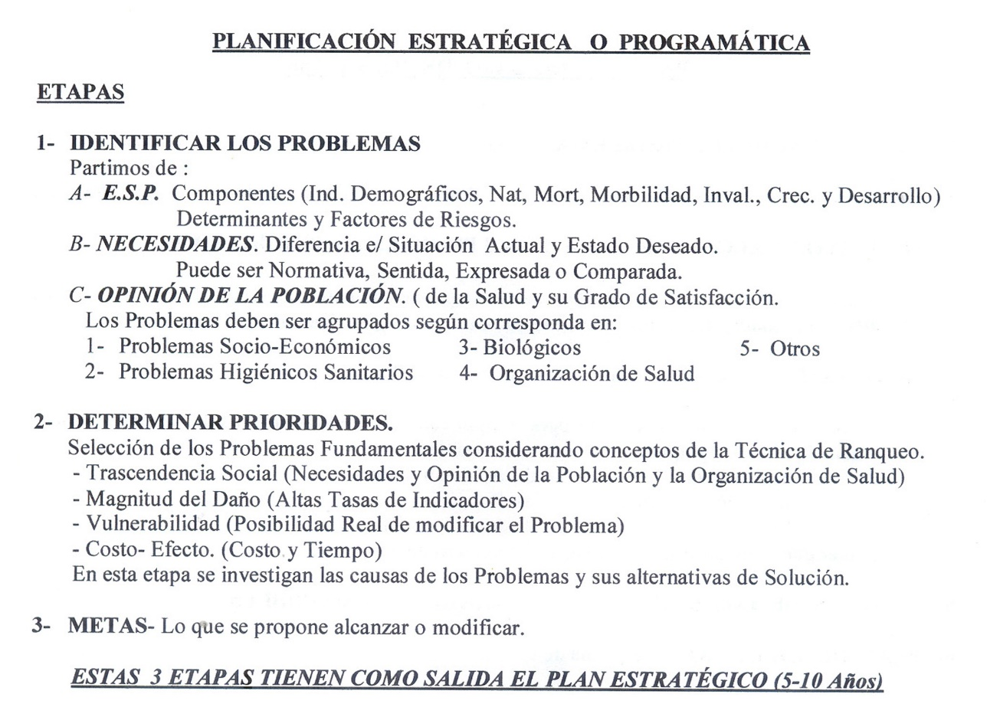 PLANIFICACIÓN ESTRATÉGICA O PROGRAMÁTICA
ETAPAS
1- IDENTIFICAR LOS PROBLEMAS
Partimos de :
A- E.S.P. Componentes (Ind. Demográficos, Nat, Mort, Morbilidad, Inval., Crec. y Desarrollo)
Determinantes y Factores de Riesgos.
B- NECESIDADES. Diferencia e/ Situación Actual y Estado Deseado.
Puede ser Normativa, Sentida, Expresada o Comparada.
C- OPINIÓN DE LA POBLACIÓN. ( de la Salud y su Grado de Satisfacción.
Los Problemas deben ser agrupados según corresponda en:
1- Problemas Socio-Económicos 3- Biológicos 5- Otros
2- Problemas Higiénicos Sanitarios 4- Organización de Salud
2- DETERMINAR PRIORIDADES.
Selección de los Problemas Fundamentales considerando conceptos de la Técnica de Ranqueo.
- Trascendencia Social (Necesidades y Opinión de la Población y la Organización de Salud)
- Magnitud del Daño (Altas Tasas de Indicadores)
- Vulnerabilidad (Posibilidad Real de modificar el Problema)
- Costo- Efecto. (Costo y Tiempo)
En esta etapa se investigan las causas de los Problemas y sus alternativas de Solución.
3- METAS- Lo que se propone alcanzar o modificar.
ESTAS 3 ETAPAS TIENEN COMO SALIDA EL PLAN ESTRATÉGICO (5-10 Años)